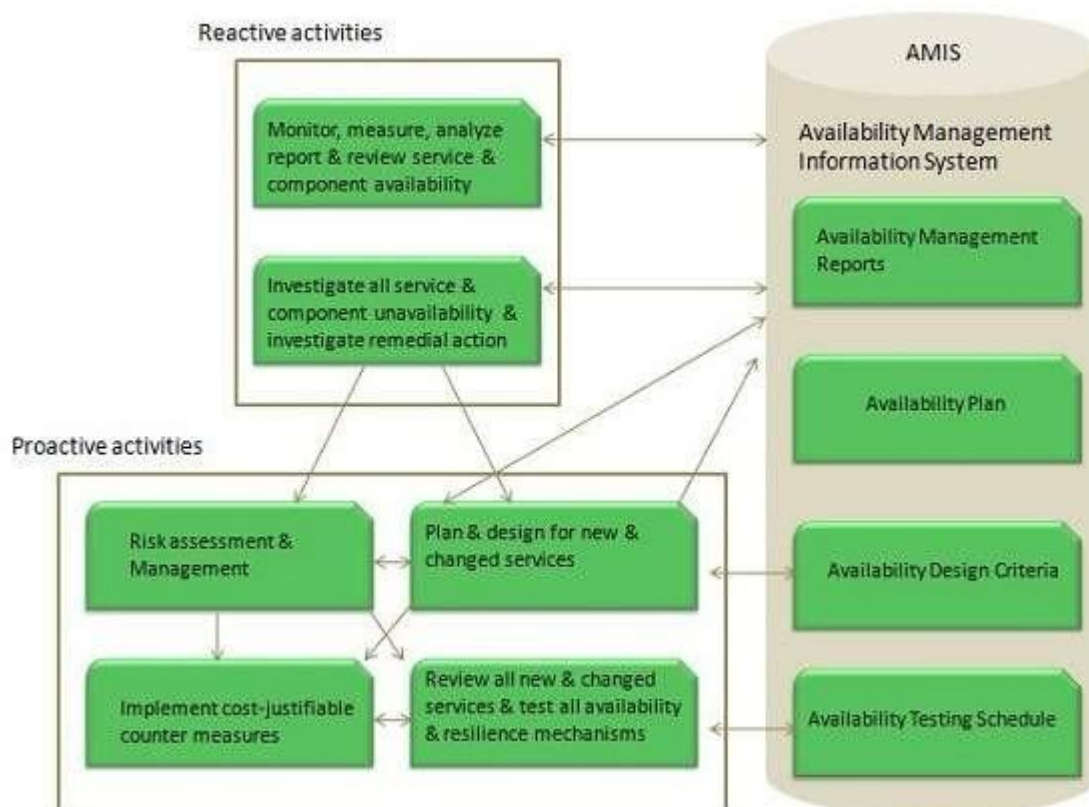 Reactive activities
Monitor, measure, analyze
report & review service &
component availability
Investigate all service &
component unavailability &
investigate remedial action
Proactive activities
Risk assessment &
Management
Plan & design for new &
changed services
Implement cost-justifiable
counter measures
Review all new & changed
services & test all availability
& resilience mechanisms
AMIS
Availability Management
Information System
Availability Management
Reports
Availability Plan
Availability Design Criteria
Availability Testing Schedule